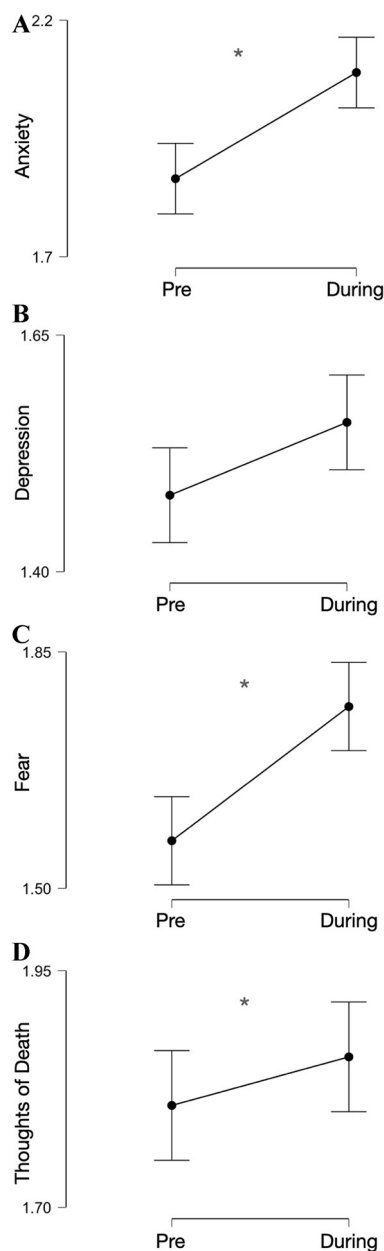 A
2.2
*
Anxiety
1.7
Pre During
B
1.65
Depression
1.40
Pre During
C
1.85
*
Fear
1.50
Pre During
D
1.95
*
Thoughts of Death
1.70
Pre During